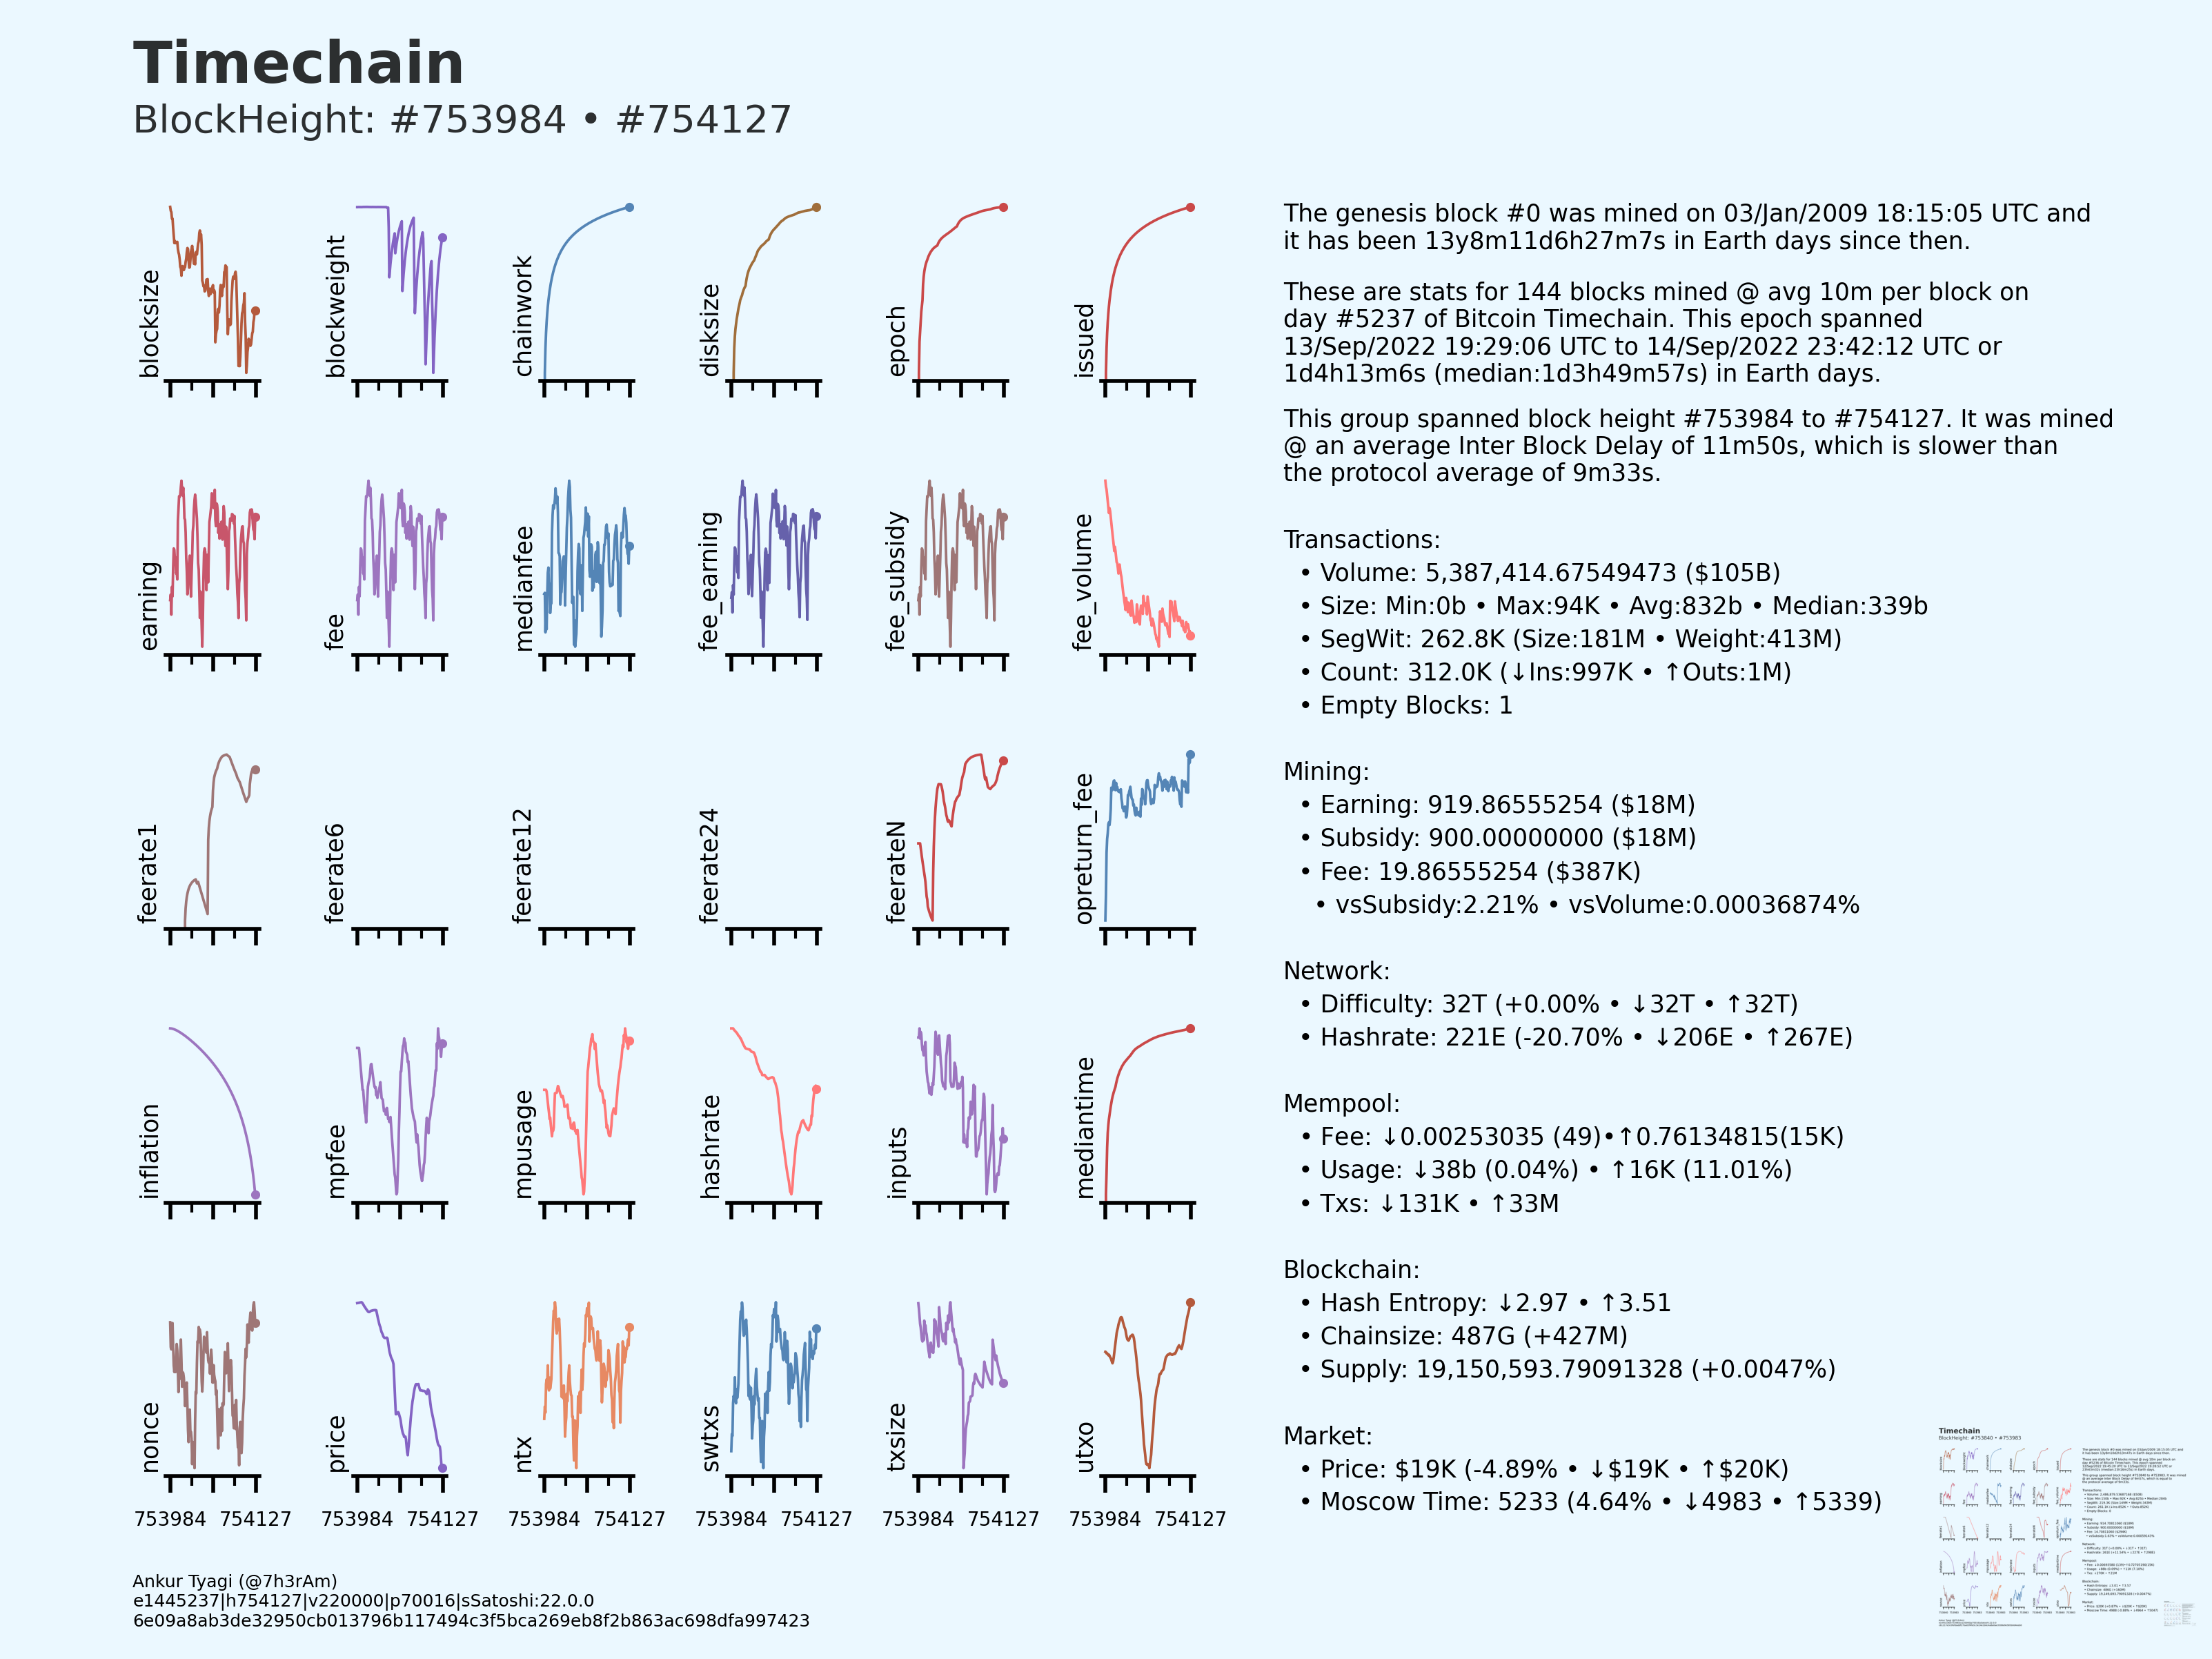 Timechain
BlockHeight: #753984 • #754127
blocksize
blockweight
chainwork
disksize
epoch
issued
earning
fee
medianfee
fee_earning
fee_subsidy
fee_volume
feerate1
feerate6
feerate12
feerate24
feerateN
opreturn_fee
inflation
mpfee
mpusage
hashrate
inputs
mediantime
nonce
price
ntx
swtxs
txsize
utxo
753984 754127 753984 754127 753984 754127 753984 754127 753984 754127 753984 754127
The genesis block #0 was mined on 03/Jan/2009 18:15:05 UTC and
it has been 13y8m11d6h27m7s in Earth days since then.
These are stats for 144 blocks mined @ avg 10m per block on
day #5237 of Bitcoin Timechain. This epoch spanned
13/Sep/2022 19:29:06 UTC to 14/Sep/2022 23:42:12 UTC or
1d4h13m6s (median:1d3h49m57s) in Earth days.
This group spanned block height #753984 to #754127. It was mined
@ an average Inter Block Delay of 11m50s, which is slower than
the protocol average of 9m33s.
Transactions:
• Volume: 5,387,414.67549473 ($105B)
• Size: Min:0b • Max:94K • Avg:832b • Median:339b
• SegWit: 262.8K (Size:181M • Weight:413M)
• Count: 312.0K (↓Ins:997K • ↑Outs:1M)
• Empty Blocks: 1
Mining:
• Earning: 919.86555254 ($18M)
• Subsidy: 900.00000000 ($18M)
• Fee: 19.86555254 ($387K)
• vsSubsidy:2.21% • vsVolume:0.00036874%
Network:
• Difficulty: 32T (+0.00% • ↓32T • ↑32T)
• Hashrate: 221E (-20.70% • ↓206E • ↑267E)
Mempool:
• Fee: ↓0.00253035 (49)•↑0.76134815(15K)
• Usage: ↓38b (0.04%) • ↑16K (11.01%)
• Txs: ↓131K • ↑33M
Blockchain:
• Hash Entropy: ↓2.97 • ↑3.51
• Chainsize: 487G (+427M)
• Supply: 19,150,593.79091328 (+0.0047%)
Market:
• Price: $19K (-4.89% • ↓$19K • ↑$20K)
• Moscow Time: 5233 (4.64% • ↓4983 • ↑5339)
Ankur Tyagi (@7h3rAm)
e1445237|h754127|v220000|p70016|sSatoshi:22.0.0
6e09a8ab3de32950cb013796b117494c3f5bca269eb8f2b863ac698dfa997423
Timechain
BlockHeight: #753840 • #753983